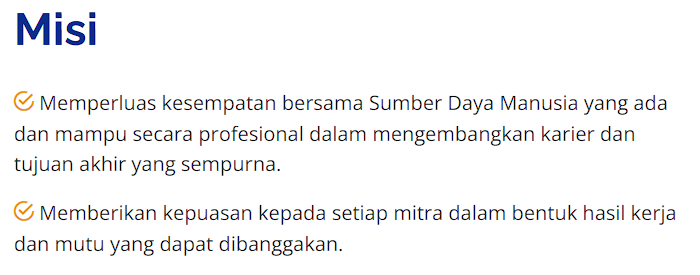 Misi
Memperluas kesempatan bersama Sumber Daya Manusia yang ada
dan mampu secara profesional dalam mengembangkan karier dan
tujuan akhir yang sempurna.
Memberikan kepuasan kepada setiap mitra dalam bentuk hasil kerja
dan mutu yang dapat dibanggakan.